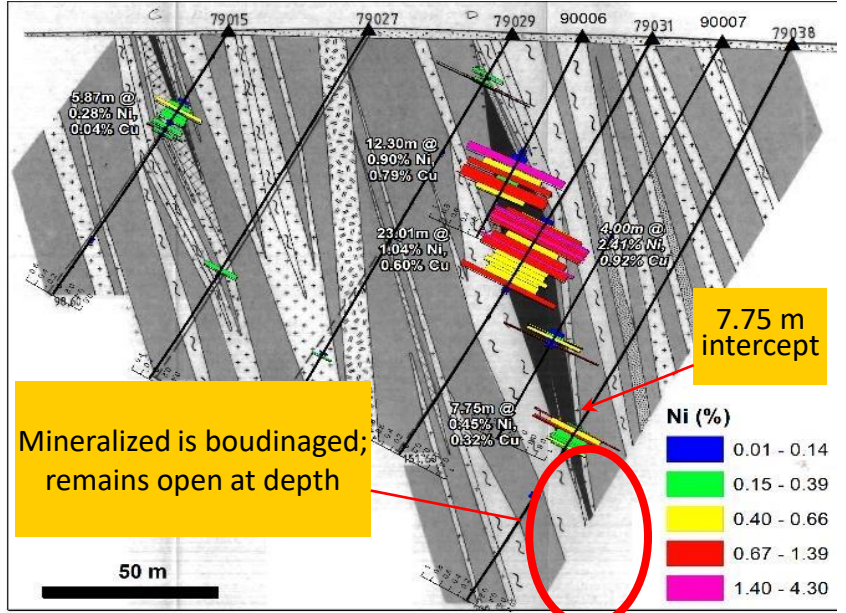 79015
79027
79029
90006
79031
90007
79038
5.87m @
0.28% Ni,
0.04% Cu
12.30m @
0.90% Ni,
0.79% Cu
23.01m @
1.04% Ni,
0.60% Cu
4.00m @
2.41% Ni,
0.92% Cu
7.75 m
intercept
7.75m @
0.45% Ni,
0.32% Cu
Mineralized is boudinaged;
remains open at depth
Ni (%)
0.01 - 0.14
0.15 - 0.39
0.40 - 0.66
0.67 - 1.39
1.40 - 4.30
50 m